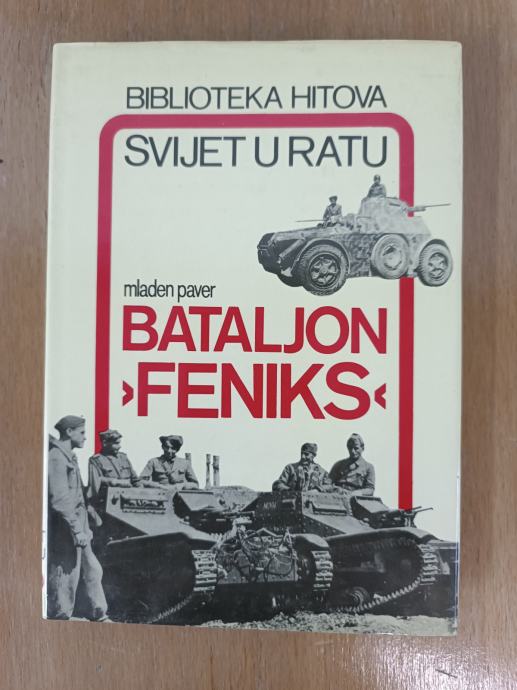 BIBLIOTEKA HITOVA
SVIJET U RATU
mladen paver
BATALJON
›FENIKS‹